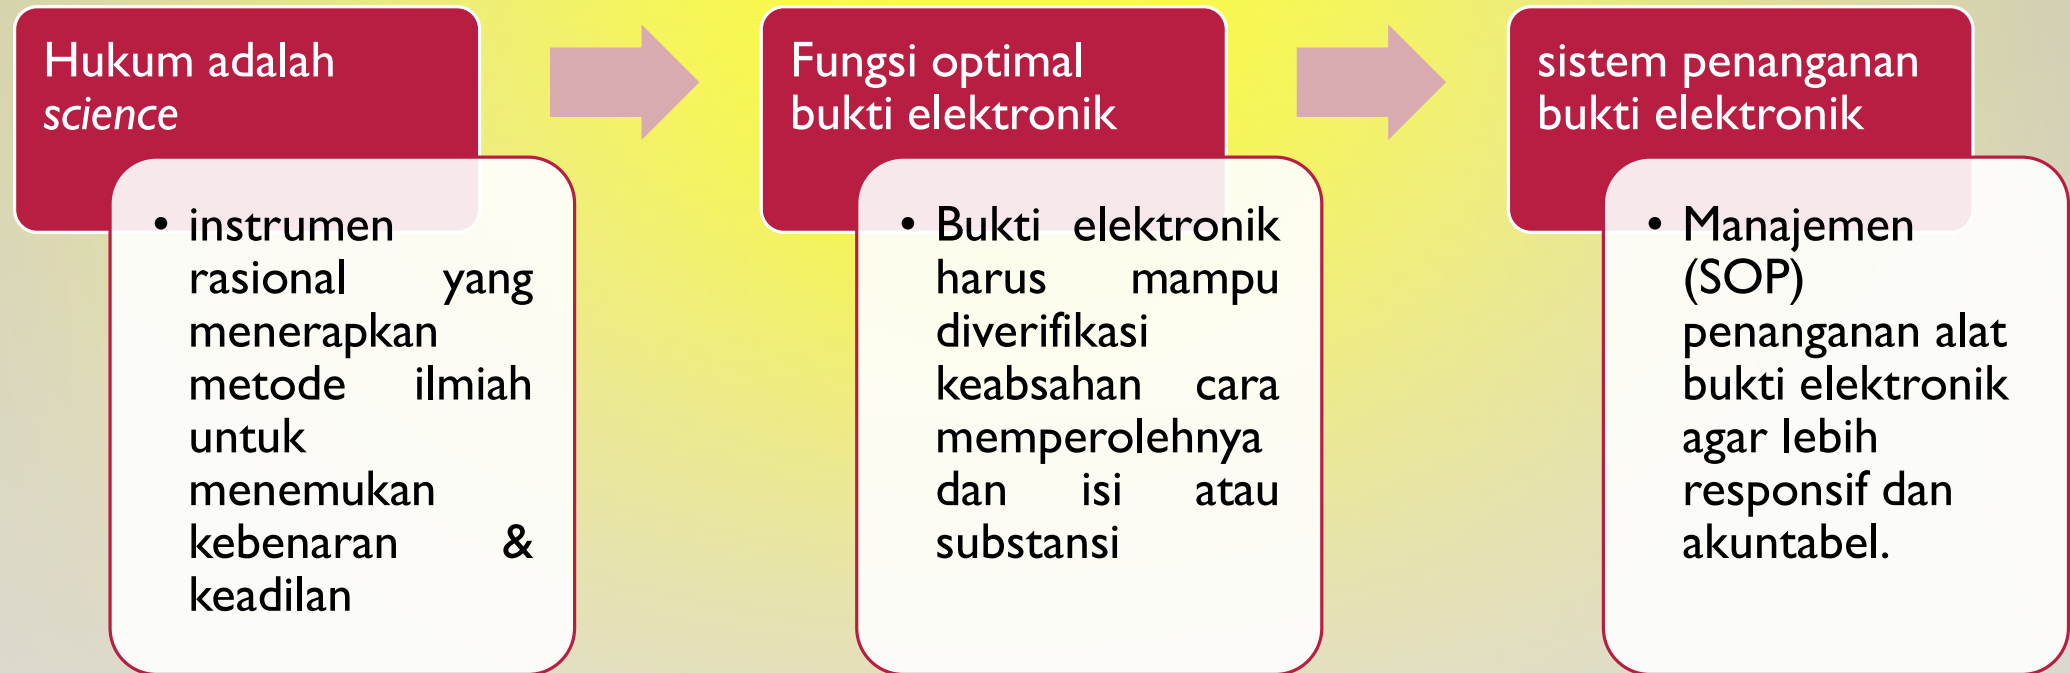 Hukum adalah
science
• instrumen
rasional yang
menerapkan
metode ilmiah
untuk
menemukan
kebenaran &
keadilan
Fungsi optimal
bukti elektronik
• Bukti elektronik
harus mampu
diverifikasi
keabsahan cara
memperolehnya
dan isi atau
substansi
sistem penanganan
bukti elektronik
• Manajemen
(SOP)
penanganan alat
bukti elektronik
agar lebih
responsif dan
akuntabel.